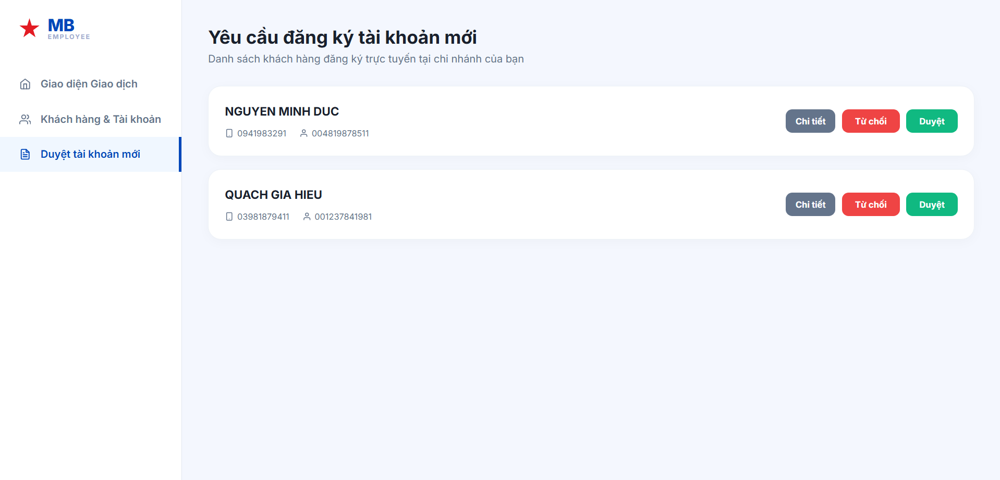 MB
EMPLOYEE
Giao diện Giao dịch
Khách hàng & Tài khoản
Duyệt tài khoản mới
Yêu cầu đăng ký tài khoản mới
Danh sách khách hàng đăng ký trực tuyến tại chi nhánh của bạn
NGUYEN MINH DUC
0941983291 004819878511
Chi tiết Từ chối Duyệt
QUACH GIA HIEU
03981879411 001237841981
Chi tiết Từ chối Duyệt